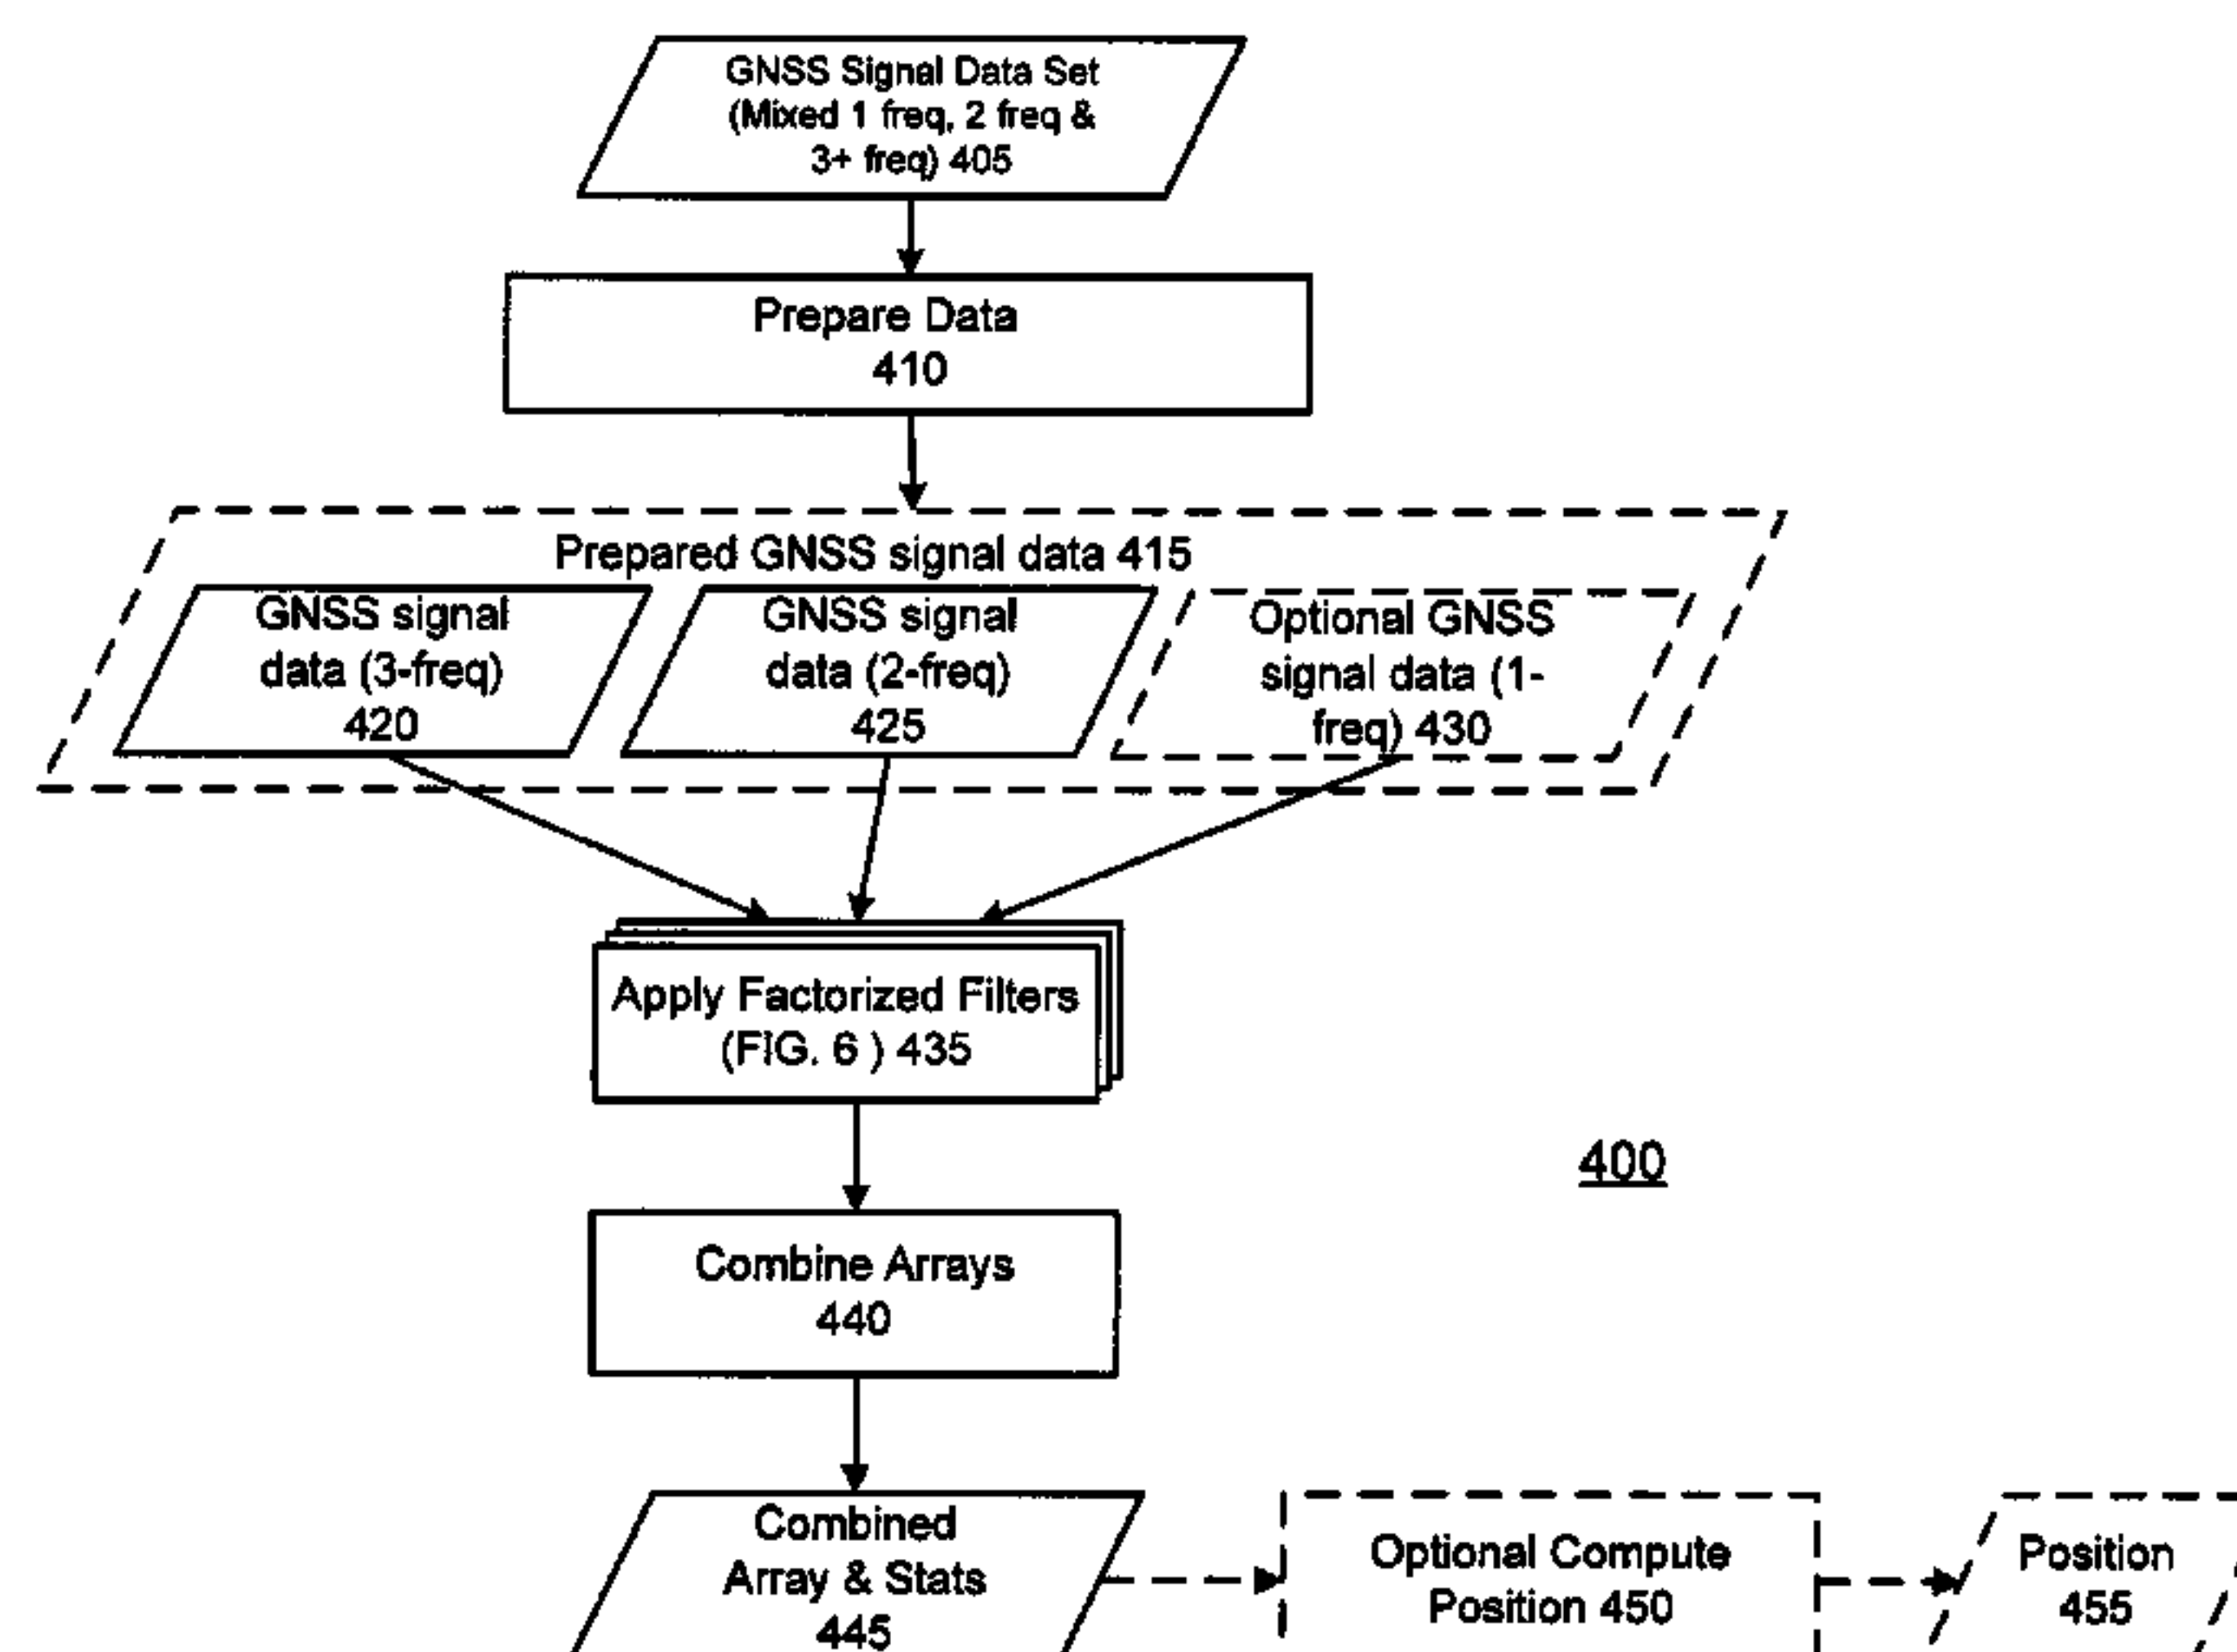 GNSS Signal Data Set
(Mixed 1 freq, 2 freq &
3+ freq) 405
Prepare Data
410
Prepared GNSS signal data 415
GNSS signal
data (3-freq)
420
GNSS signal
data (2-freq)
425
Optional GNSS
signal data (1-
freq) 430
Apply Factorized Filters
(FIG. 6 ) 435
400
Combine Arrays
440
Combined
Array & Stats
445
Optional Compute
Position 450
Position
455